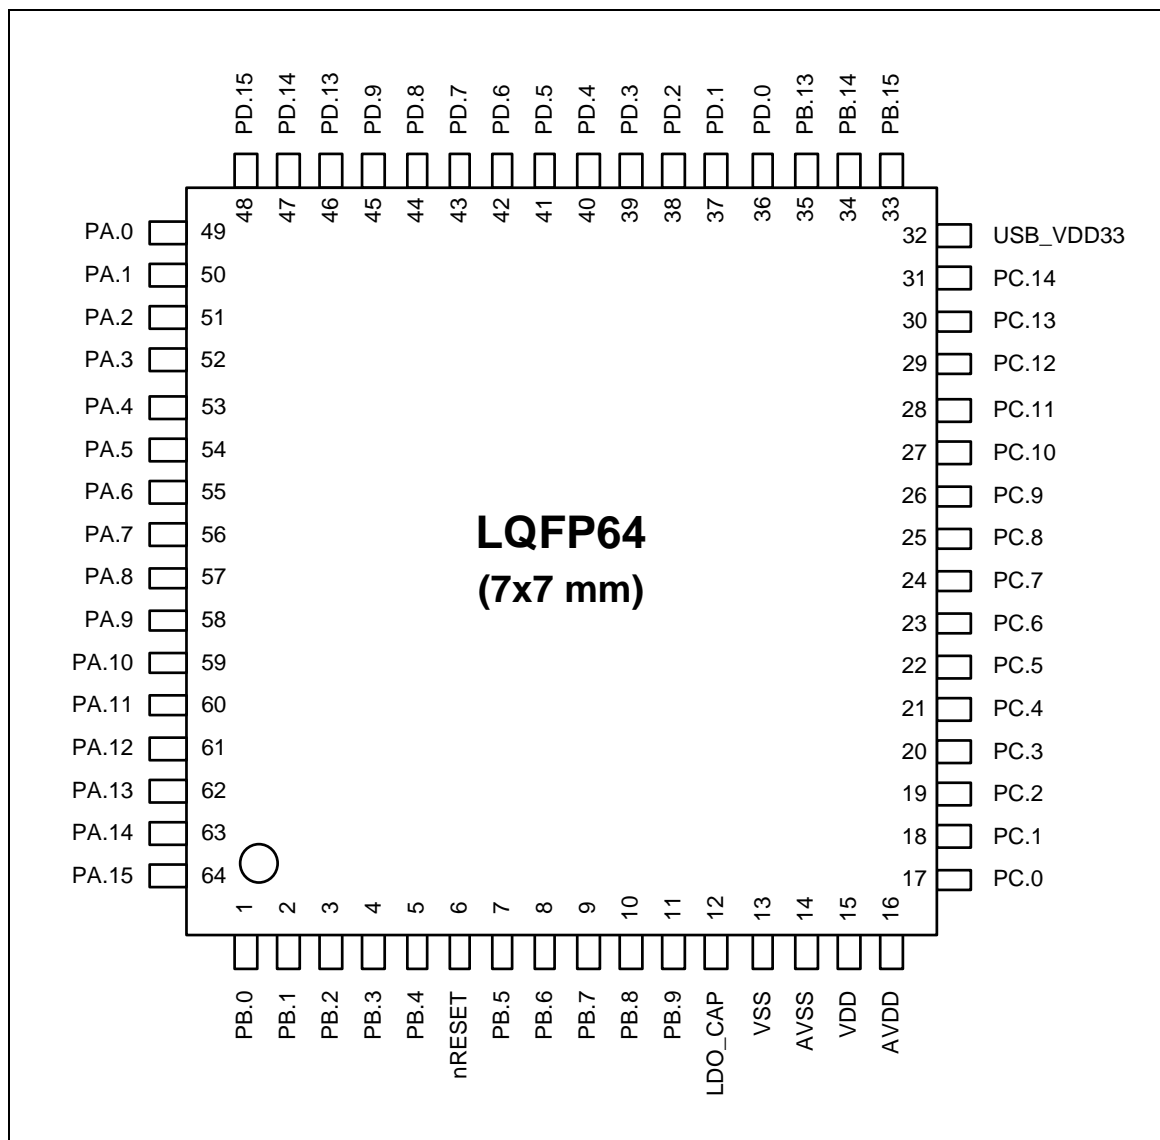 PD.15 PD.14 PD.13 PD.9 PD.8 PD.7 PD.6 PD.5 PD.4 PD.3 PD.2 PD.1 PD.0 PB.13 PB.14 PB.15
48 47 46 45 44 43 42 41 40 39 38 37 36 35 34 33
PA.0 49 32 USB_VDD33
PA.1 50 31 PC.14
PA.2 51 30 PC.13
PA.3 52 29 PC.12
PA.4 53 28 PC.11
PA.5 54 27 PC.10
PA.6 55 26 PC.9
PA.7 56 25 PC.8
LQFP64
(7x7 mm)
PA.8 57 24 PC.7
PA.9 58 23 PC.6
PA.10 59 22 PC.5
PA.11 60 21 PC.4
PA.12 61 20 PC.3
PA.13 62 19 PC.2
PA.14 63 18 PC.1
PA.15 64 17 PC.0
1 2 3 4 5 6 7 8 9 10 11 12 13 14 15 16
PB.0 PB.1 PB.2 PB.3 PB.4 nRESET PB.5 PB.6 PB.7 PB.8 PB.9 LDO_CAP VSS AVSS VDD AVDD